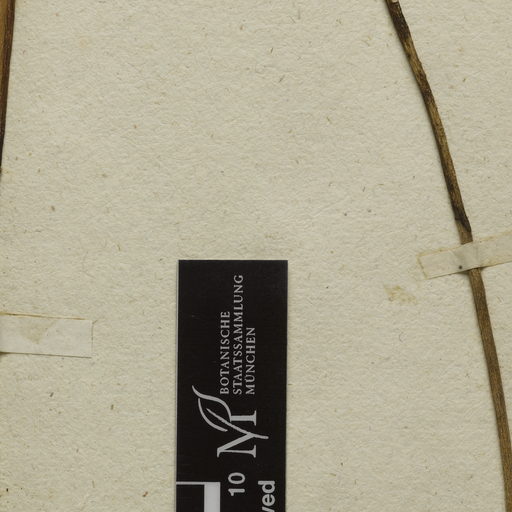 BOTANISCHE
STAATSSAMMLUNG
MÜNCHEN
M
10
ved